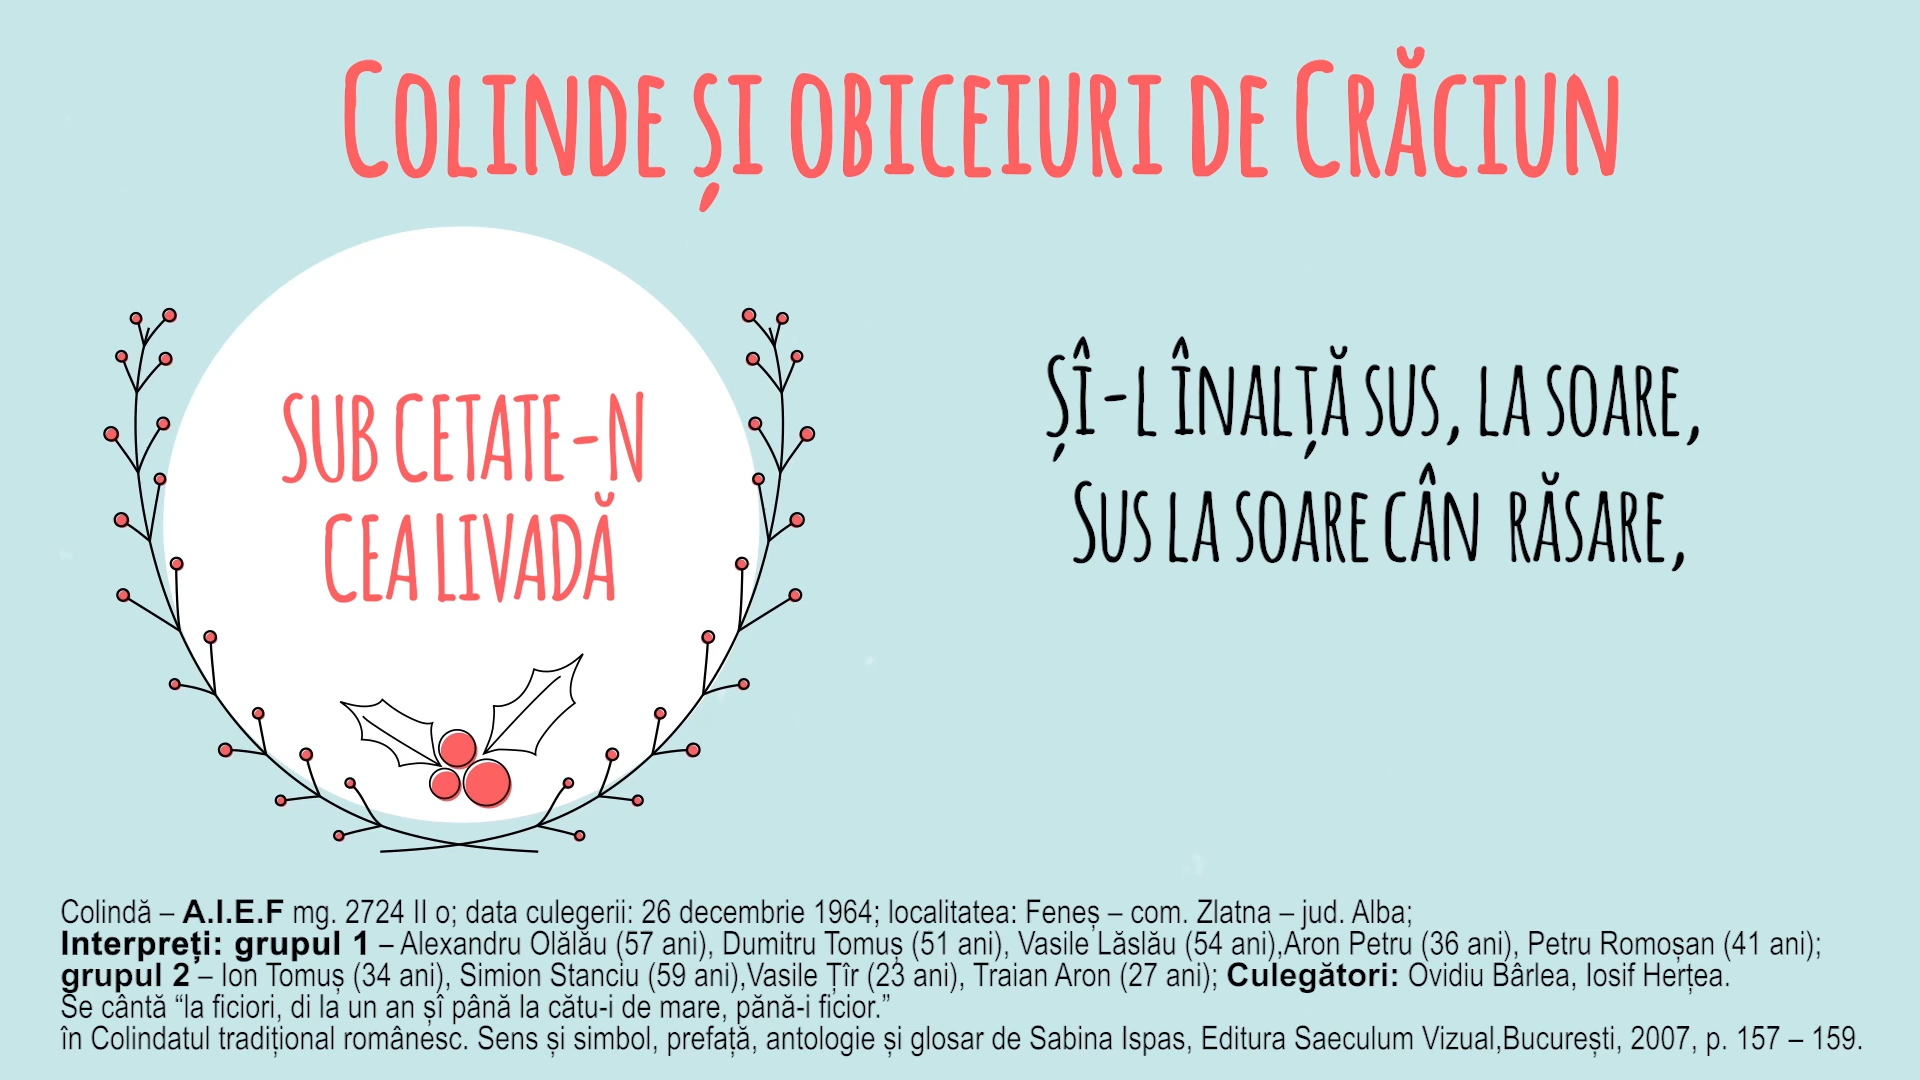 Colinde și obiceiuri de Crăciun
SUB CETATE-N
CEA LIVADĂ
Șî-l înalță sus, la soare,
Sus la soare cân răsare,
Colindă – A.I.E.F mg. 2724 II o; data culegerii: 26 decembrie 1964; localitatea: Feneș – com. Zlatna – jud. Alba;
Interpreți: grupul 1 – Alexandru Olălău (57 ani), Dumitru Tomuș (51 ani), Vasile Lăslău (54 ani),Aron Petru (36 ani), Petru Romoșan (41 ani);
grupul 2 – Ion Tomuș (34 ani), Simion Stanciu (59 ani),Vasile Țîr (23 ani), Traian Aron (27 ani); Culegători: Ovidiu Bârlea, Iosif Herțea.
Se cântă “la ficiori, di la un an șî până la cătu-i de mare, pănă-i ficior.”
în Colindatul tradițional românesc. Sens și simbol, prefață, antologie și glosar de Sabina Ispas, Editura Saeculum Vizual,București, 2007, p. 157 – 159.